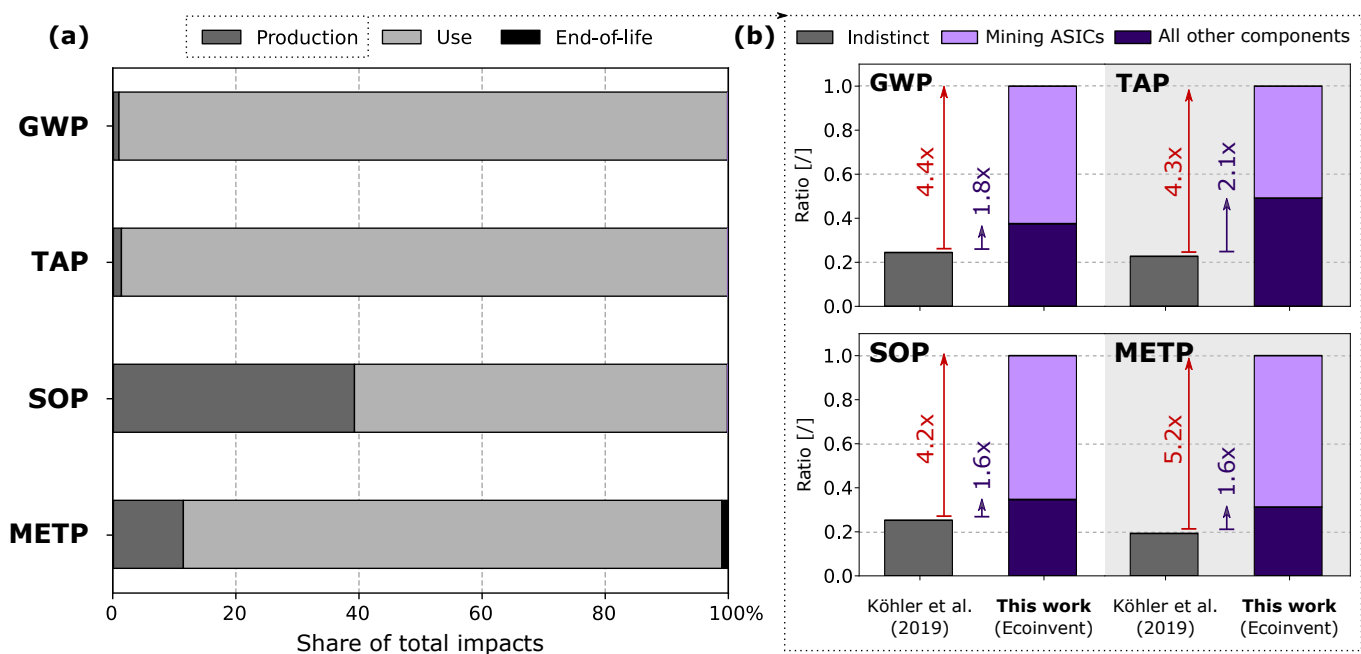 (a)
Production
Use
End-of-life
GWP
TAP
SOP
METP
0
20
40
60
80
100%
Share of total impacts
(b)
Indistinct
Mining ASICs
All other components
GWP
TAP
Ratio [/]
1.0
0.8
0.6
0.4
0.2
0.0
4.4x
1.8x
4.3x
2.1x
SOP
METP
Ratio [/]
1.0
0.8
0.6
0.4
0.2
0.0
4.2x
1.6x
5.2x
1.6x
Köhler et al.
(2019)
This work
(Ecoinvent)
Köhler et al.
(2019)
This work
(Ecoinvent)